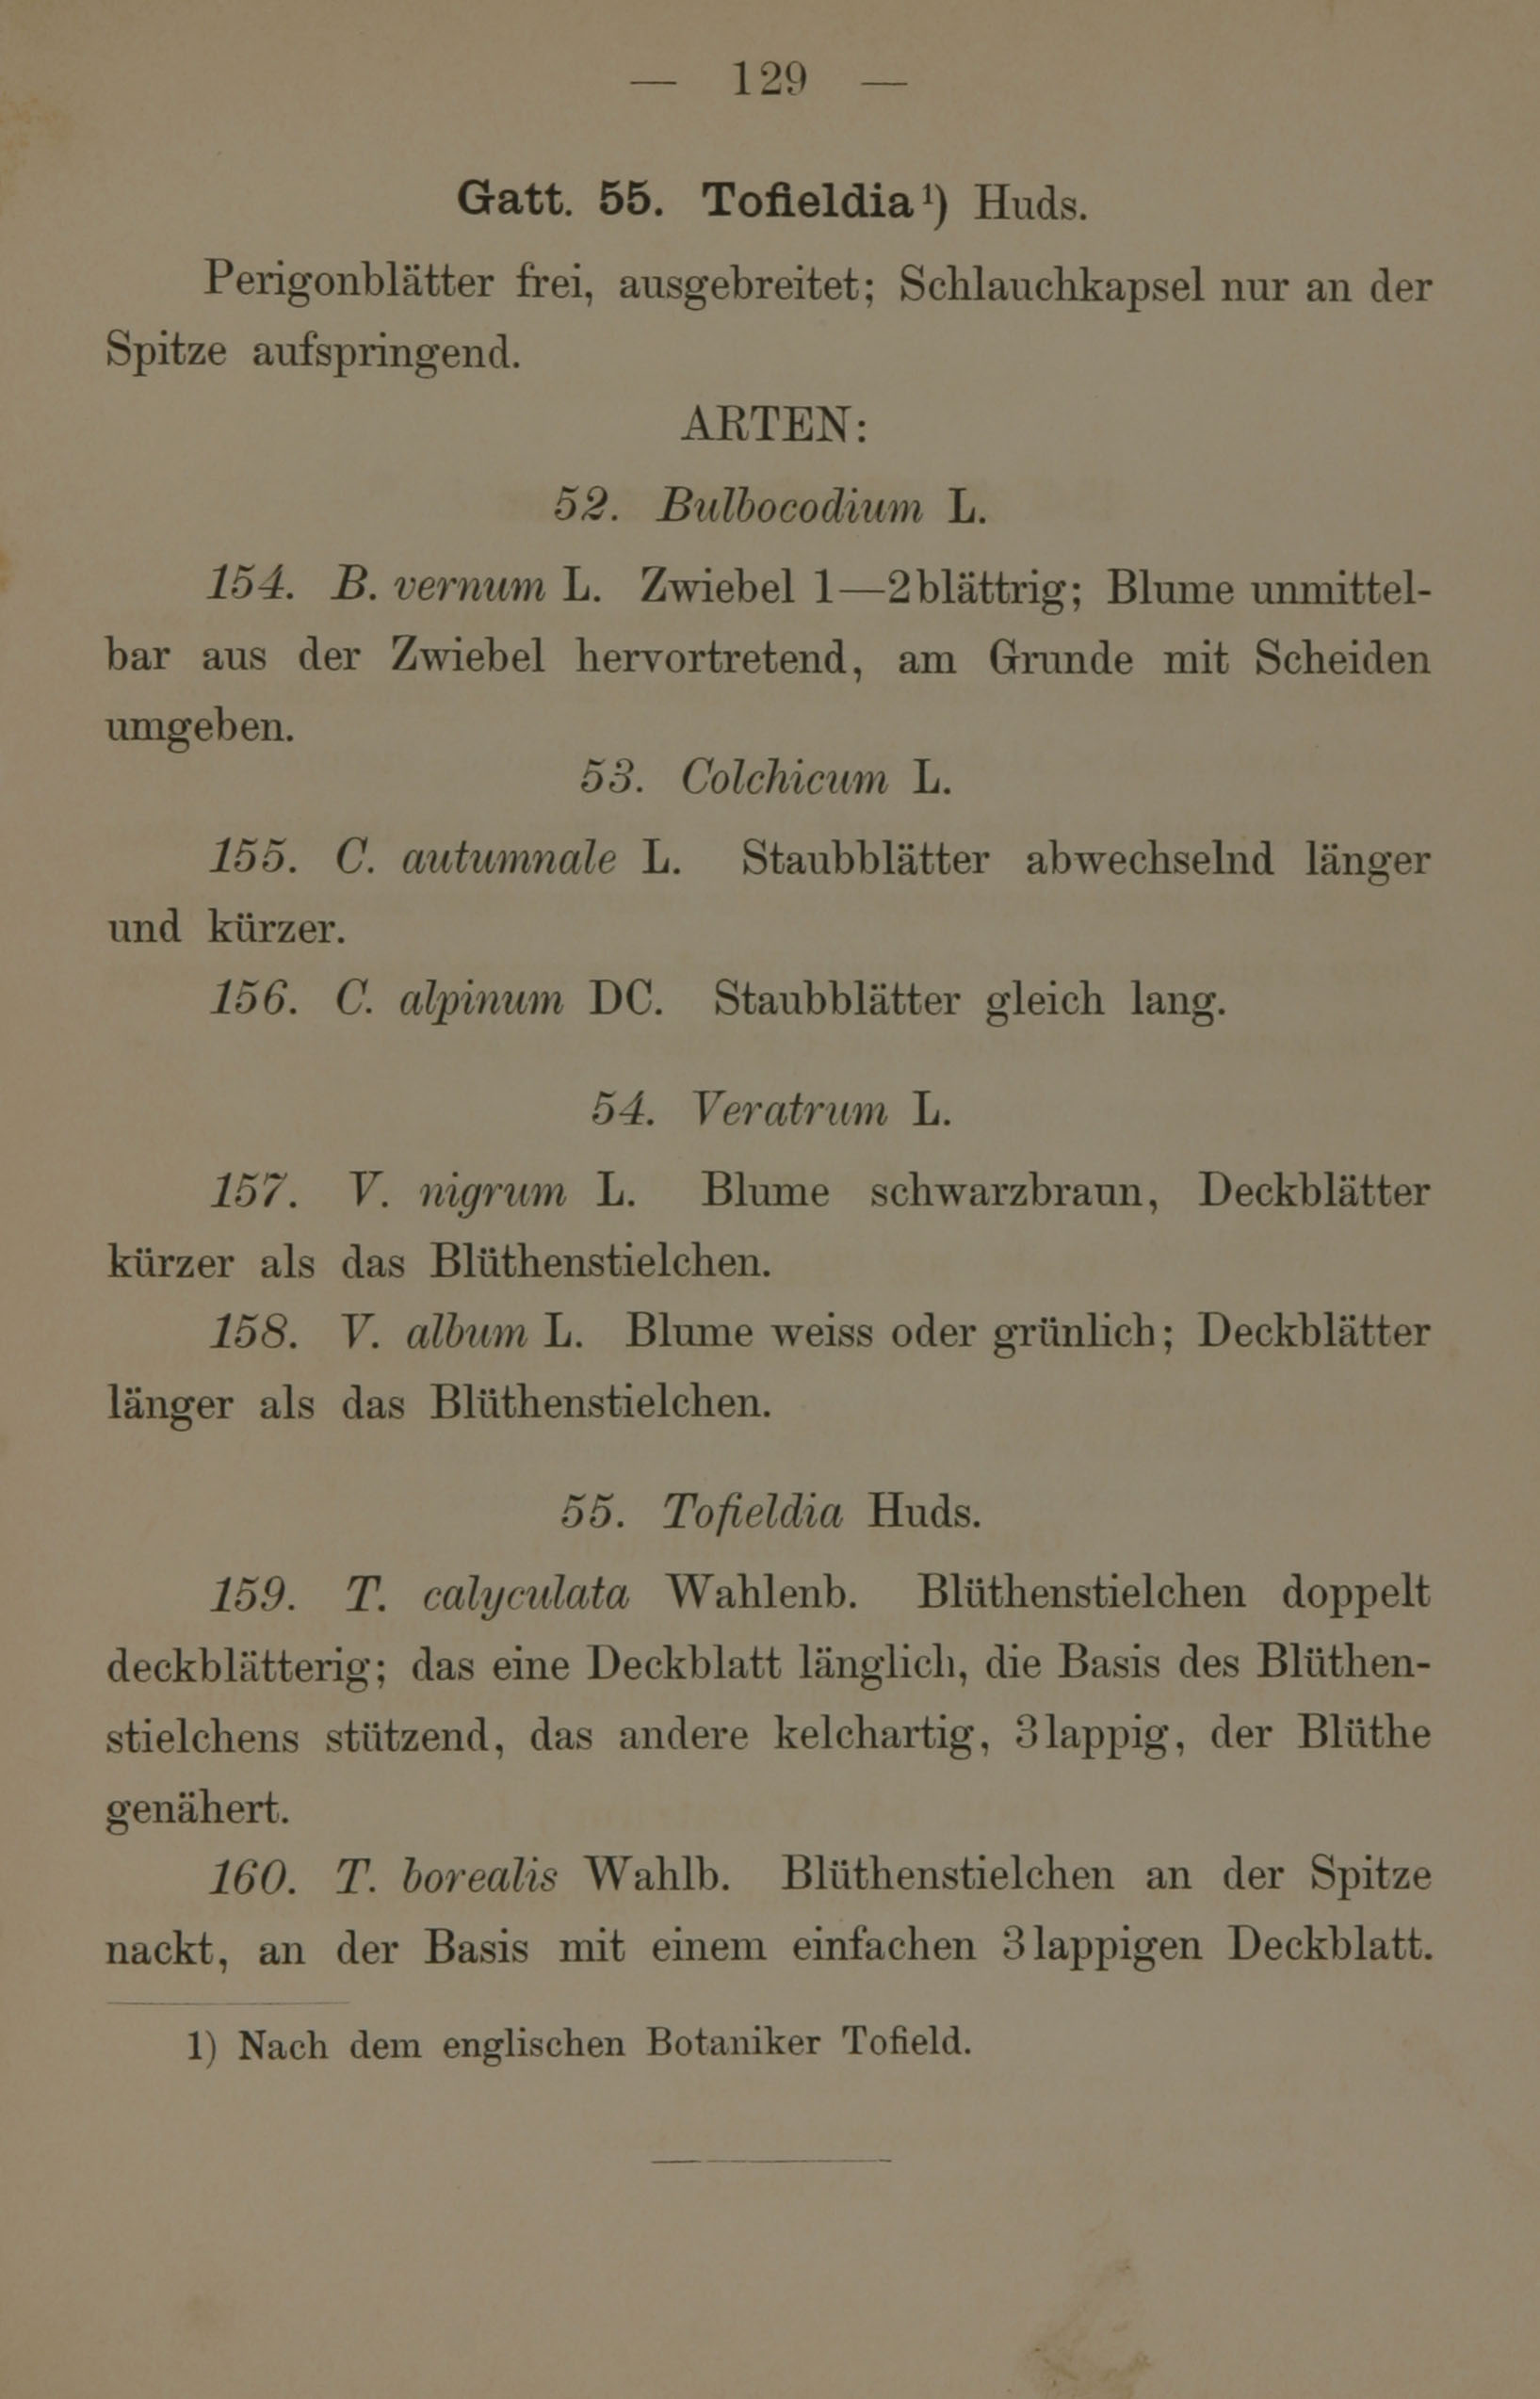 — 129 —
Gatt. 55. Tofieldia¹) Huds.
Perigonblätter frei, ausgebreitet; Schlauchkapsel nur an der
Spitze aufspringend.
ARTEN:
52. Bulbocodium L.
154. B. vernum L. Zwiebel 1—2blättrig; Blume unmittel-
bar aus der Zwiebel hervortretend, am Grunde mit Scheiden
umgeben.
53. Colchicum L.
155. C. autumnale L. Staubblätter abwechselnd länger
und kürzer.
156. C. alpinum DC. Staubblätter gleich lang.
54. Veratrum L.
157. V. nigrum L. Blume schwarzbraun, Deckblätter
kürzer als das Blüthenstielchen.
158. V. album L. Blume weiss oder grünlich; Deckblätter
länger als das Blüthenstielchen.
55. Tofieldia Huds.
159. T. calyculata Wahlenb. Blüthenstielchen doppelt
deckblätterig; das eine Deckblatt länglich, die Basis des Blüthen-
stielchens stützend, das andere kelchartig, 3lappig, der Blüthe
genähert.
160. T. borealis Wahlb. Blüthenstielchen an der Spitze
nackt, an der Basis mit einem einfachen 3lappigen Deckblatt.
1) Nach dem englischen Botaniker Tofield.